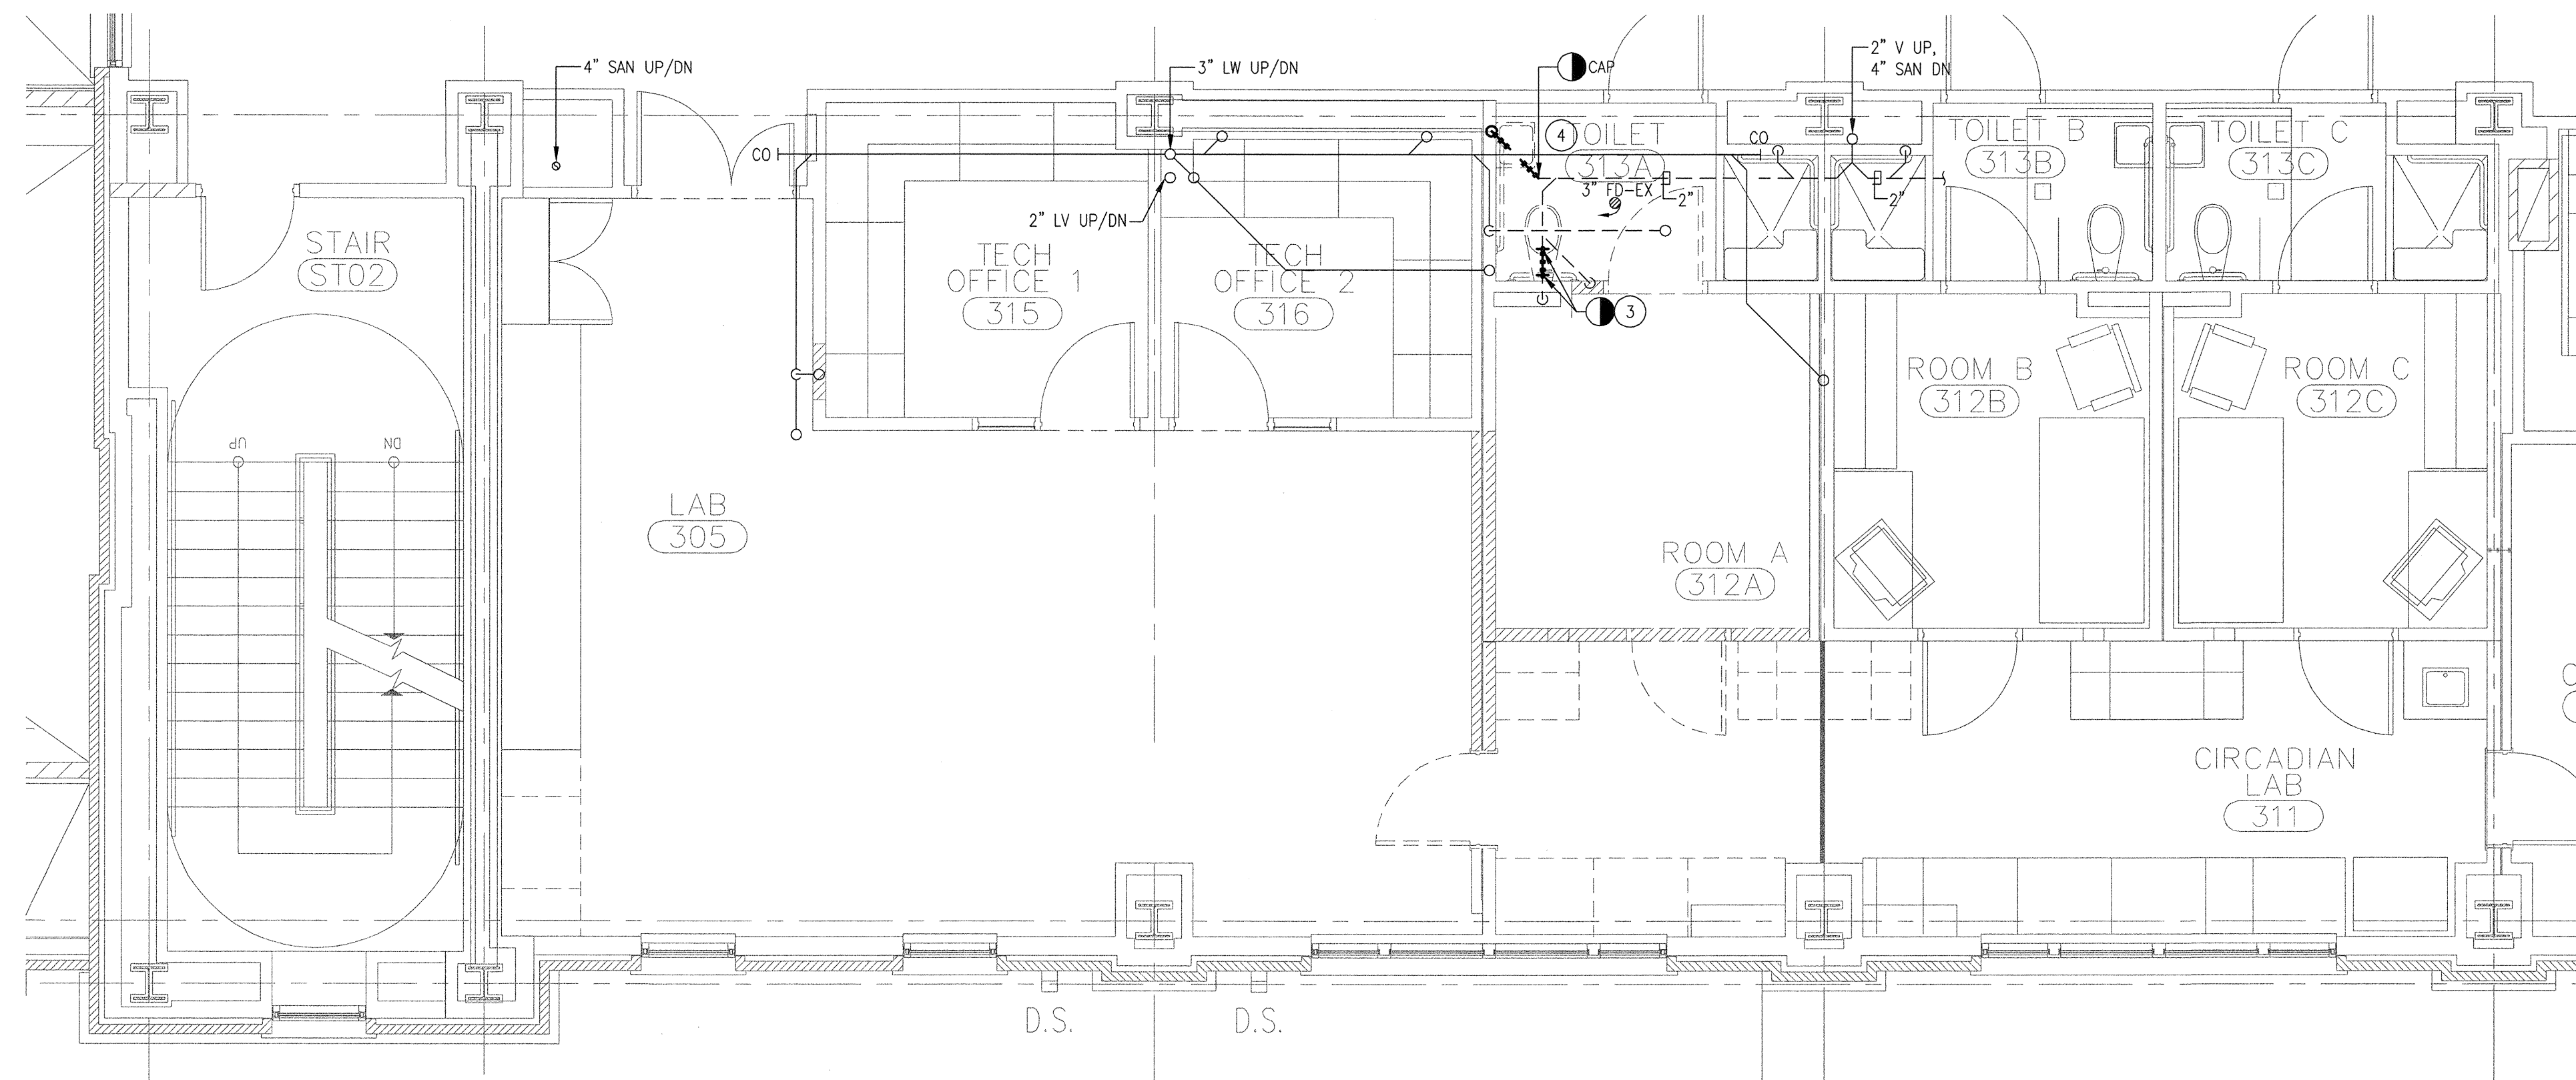 4" SAN UP/DN
3" LW UP/DN
CAP
2" V UP,
4" SAN DN
CO
4
TOILET
313A
CO
TOILET B
313B
TOILET C
313C
3" FD-EX
2"
2"
2" LV UP/DN
STAIR
ST02
TECH
OFFICE 1
315
TECH
OFFICE 2
316
3
ROOM B
312B
ROOM C
312C
UP
DN
LAB
305
ROOM A
312A
CIRCADIAN
LAB
311
D.S.
D.S.